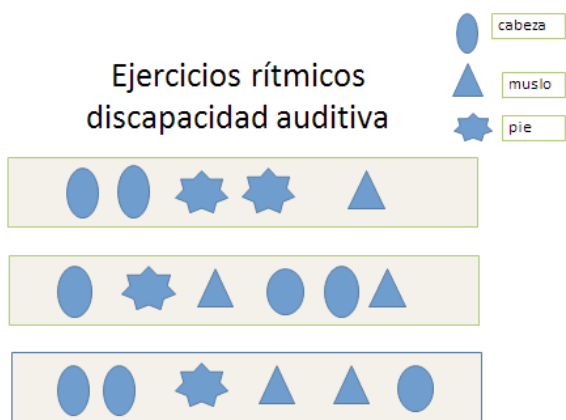 cabeza
Ejercicios rítmicos
discapacidad auditiva
muslo
pie